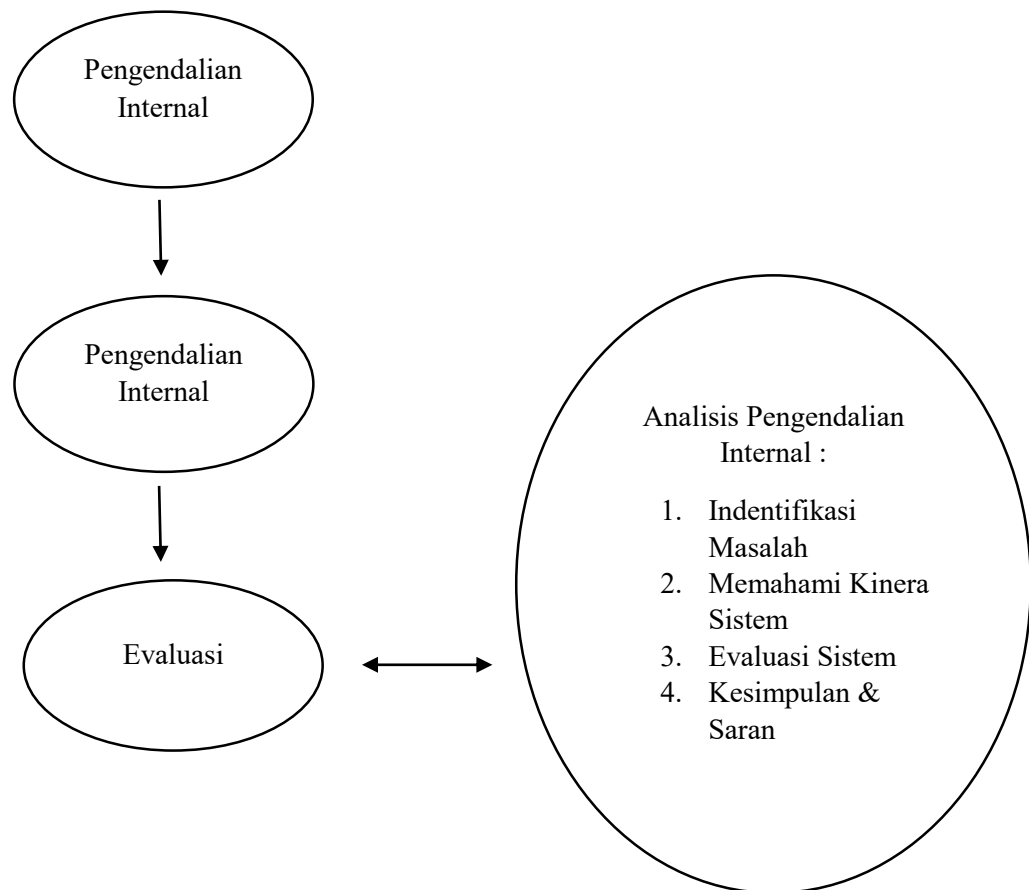 Pengendalian
Internal
Pengendalian
Internal
Evaluasi
Analisis Pengendalian
Internal :
1. Indentifikasi
Masalah
2. Memahami Kinera
Sistem
3. Evaluasi Sistem
4. Kesimpulan &
Saran